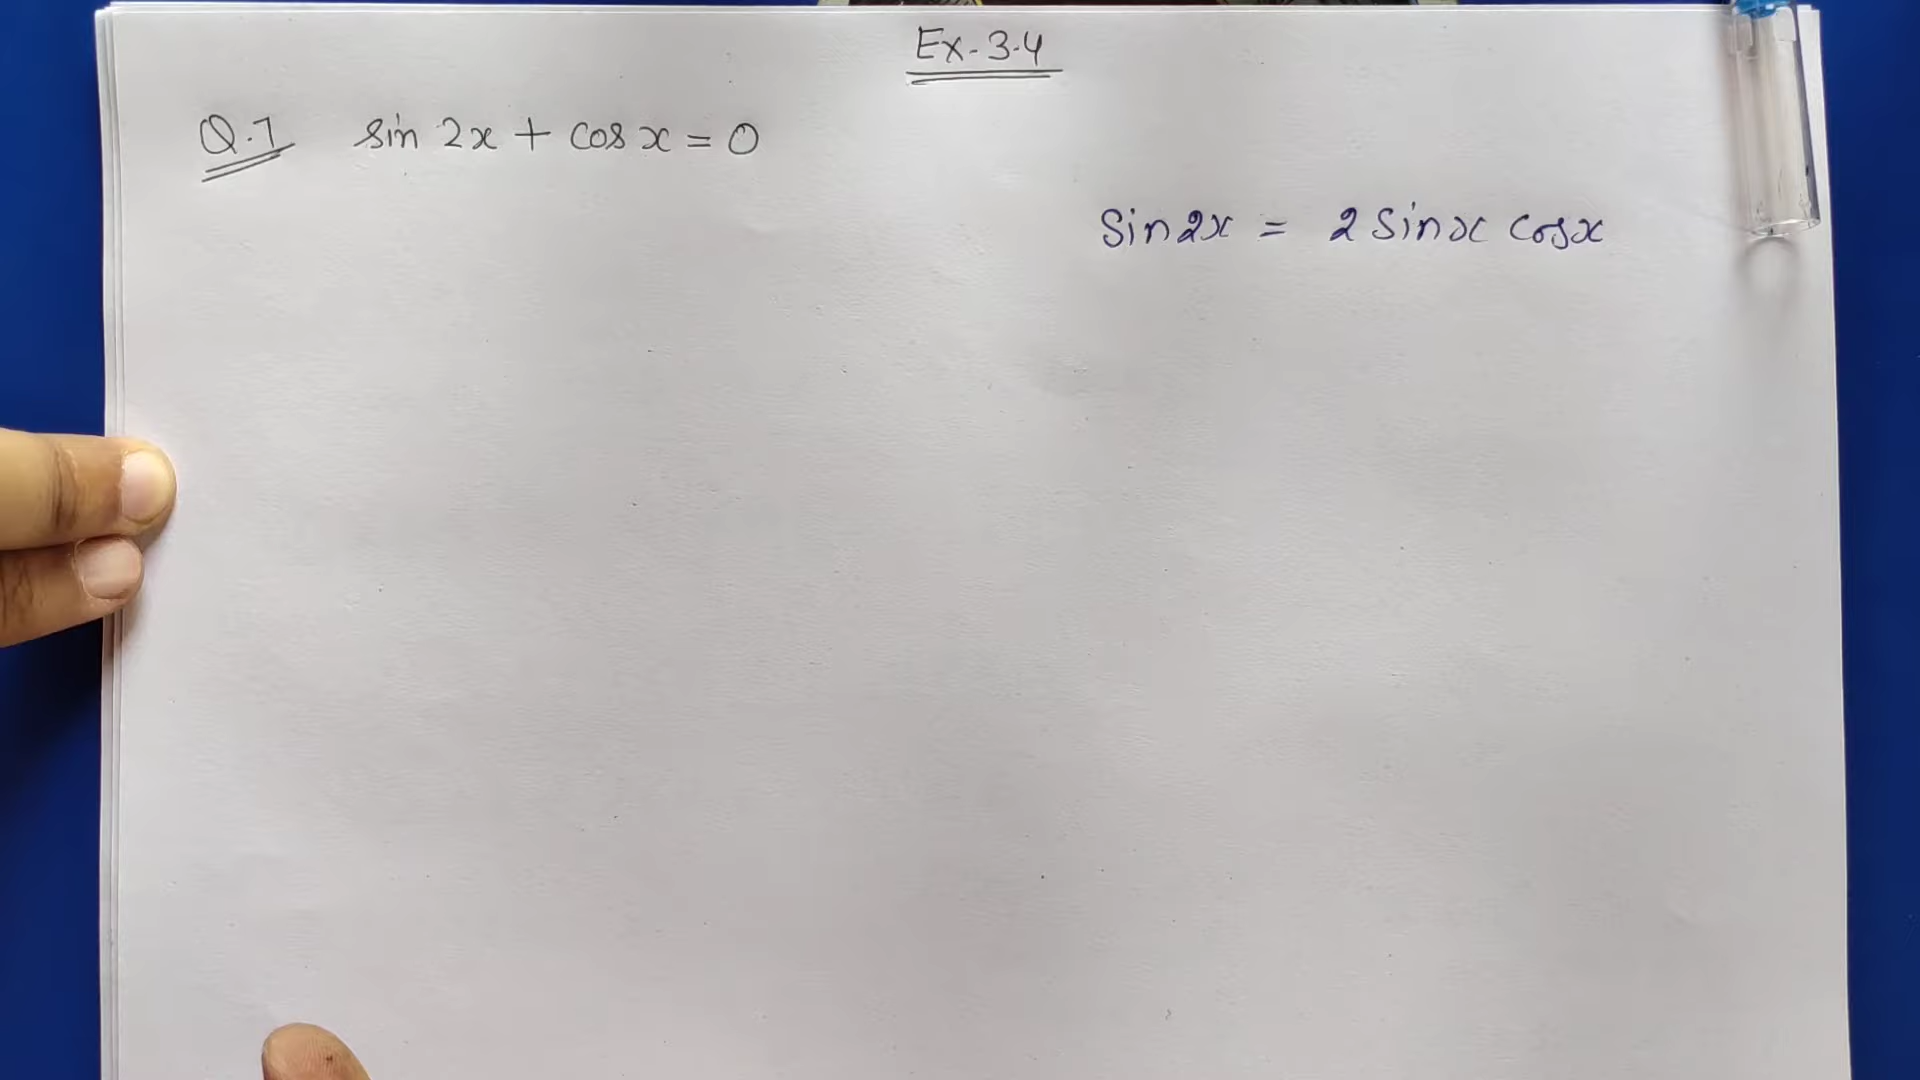 Ex-3.4
Q.7 sin 2x + cos x = 0
Sin2x = 2 Sinx cosx